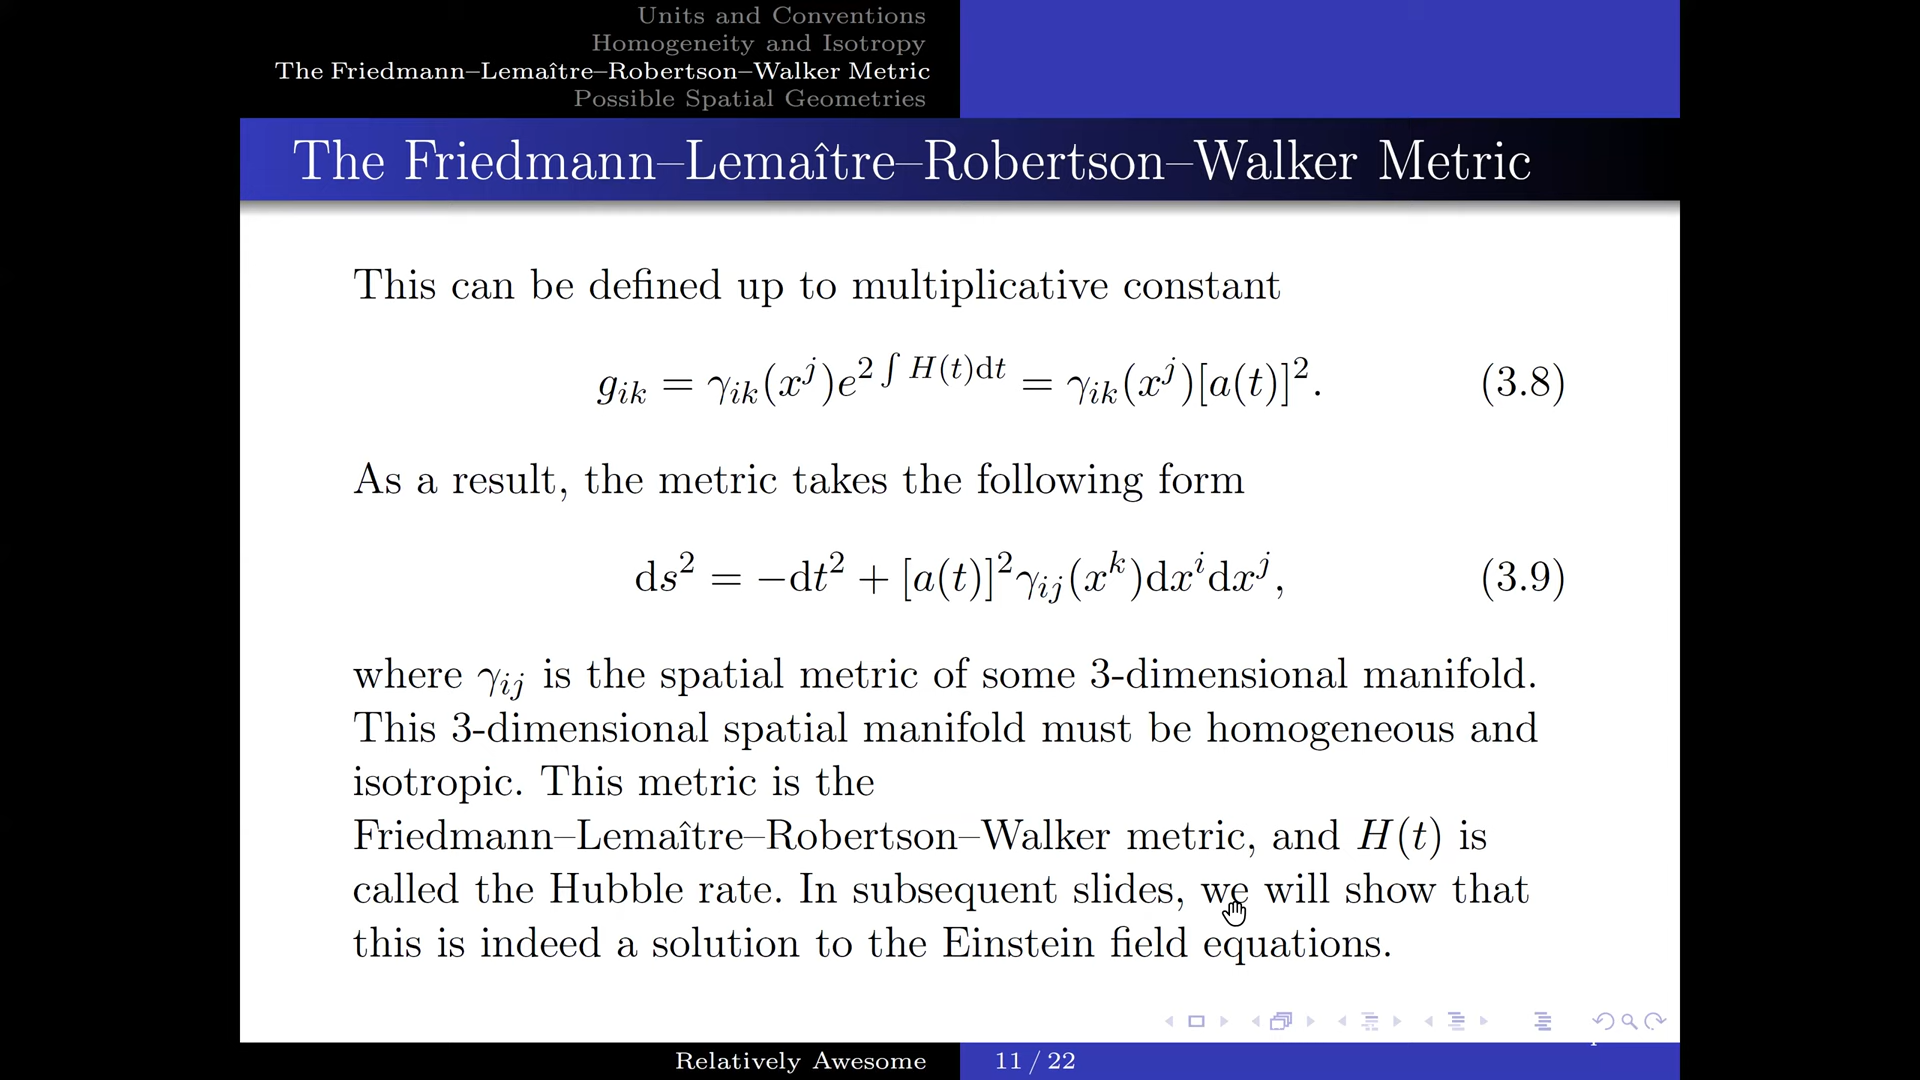 Units and Conventions
Homogeneity and Isotropy
The Friedmann–Lemaître–Robertson–Walker Metric
Possible Spatial Geometries
The Friedmann–Lemaître–Robertson–Walker Metric
This can be defined up to multiplicative constant
g_{ik} = γ_{ik}(x^j)e^{2∫H(t)dt} = γ_{ik}(x^j)[a(t)]^2. (3.8)
As a result, the metric takes the following form
ds^2 = −dt^2 + [a(t)]^2γ_{ij}(x^k)dx^idx^j, (3.9)
where γ_{ij} is the spatial metric of some 3-dimensional manifold.
This 3-dimensional spatial manifold must be homogeneous and
isotropic. This metric is the
Friedmann–Lemaître–Robertson–Walker metric, and H(t) is
called the Hubble rate. In subsequent slides, we will show that
this is indeed a solution to the Einstein field equations.
Relatively Awesome 11 / 22